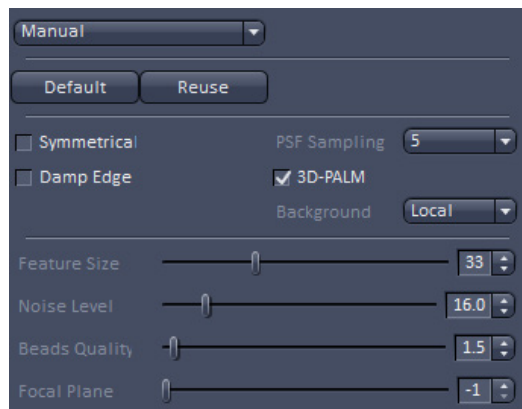 Manual
Default Reuse
Symmetrical PSF Sampling 5
Damp Edge 3D-PALM
Background Local
Feature Size 33
Noise Level 16.0
Beads Quality 1.5
Focal Plane -1